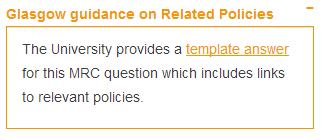 Glasgow guidance on Related Policies
The University provides a template answer
for this MRC question which includes links
to relevant policies.